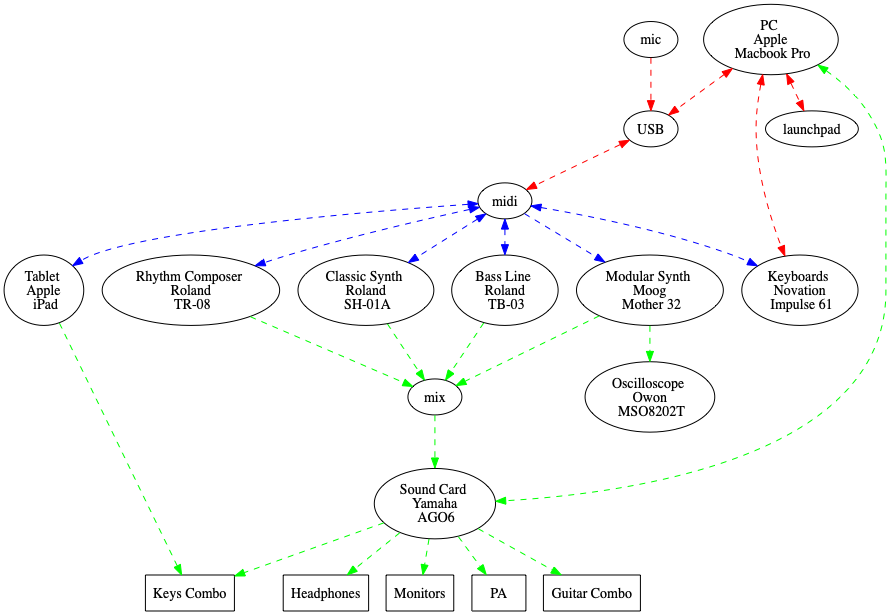 mic
PC
Apple
Macbook Pro
USB
launchpad
midi
Tablet
Apple
iPad
Rhythm Composer
Roland
TR-08
Classic Synth
Roland
SH-01A
Bass Line
Roland
TB-03
Modular Synth
Moog
Mother 32
Keyboards
Novation
Impulse 61
mix
Oscilloscope
Owon
MSO8202T
Sound Card
Yamaha
AGO6
Keys Combo
Headphones
Monitors
PA
Guitar Combo